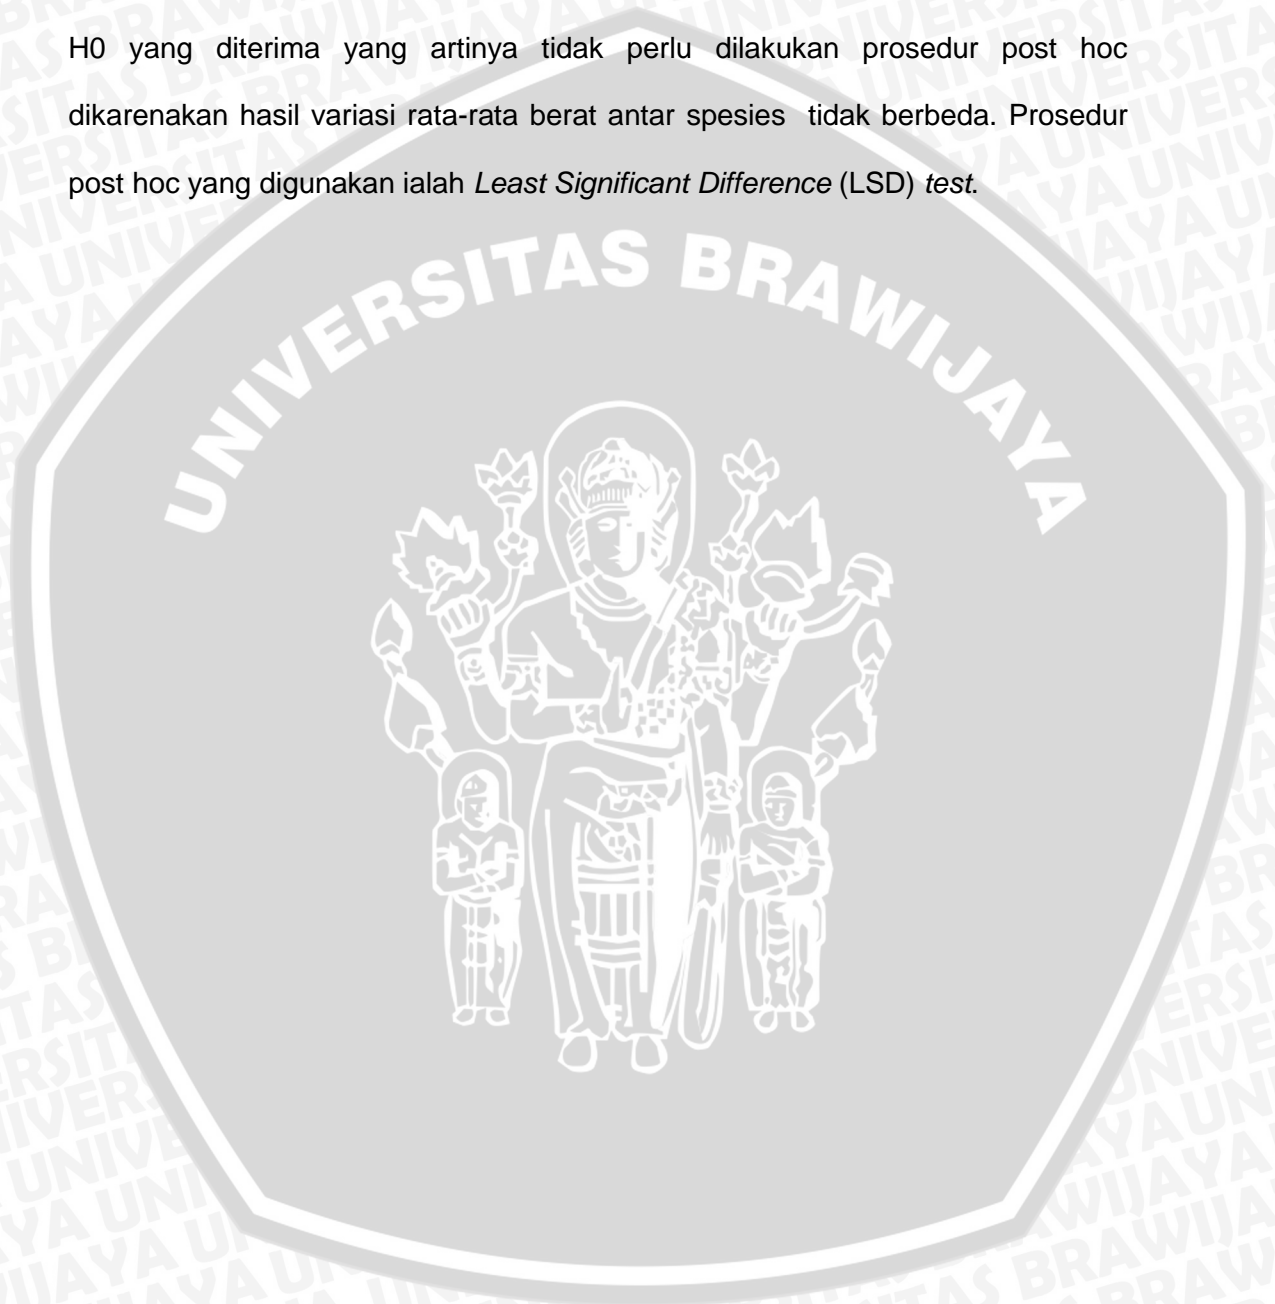 H0 yang diterima yang artinya tidak perlu dilakukan prosedur post hoc
dikarenakan hasil variasi rata-rata berat antar spesies tidak berbeda. Prosedur
post hoc yang digunakan ialah Least Significant Difference (LSD) test.
UNIVERSITAS BRAWIJAYA